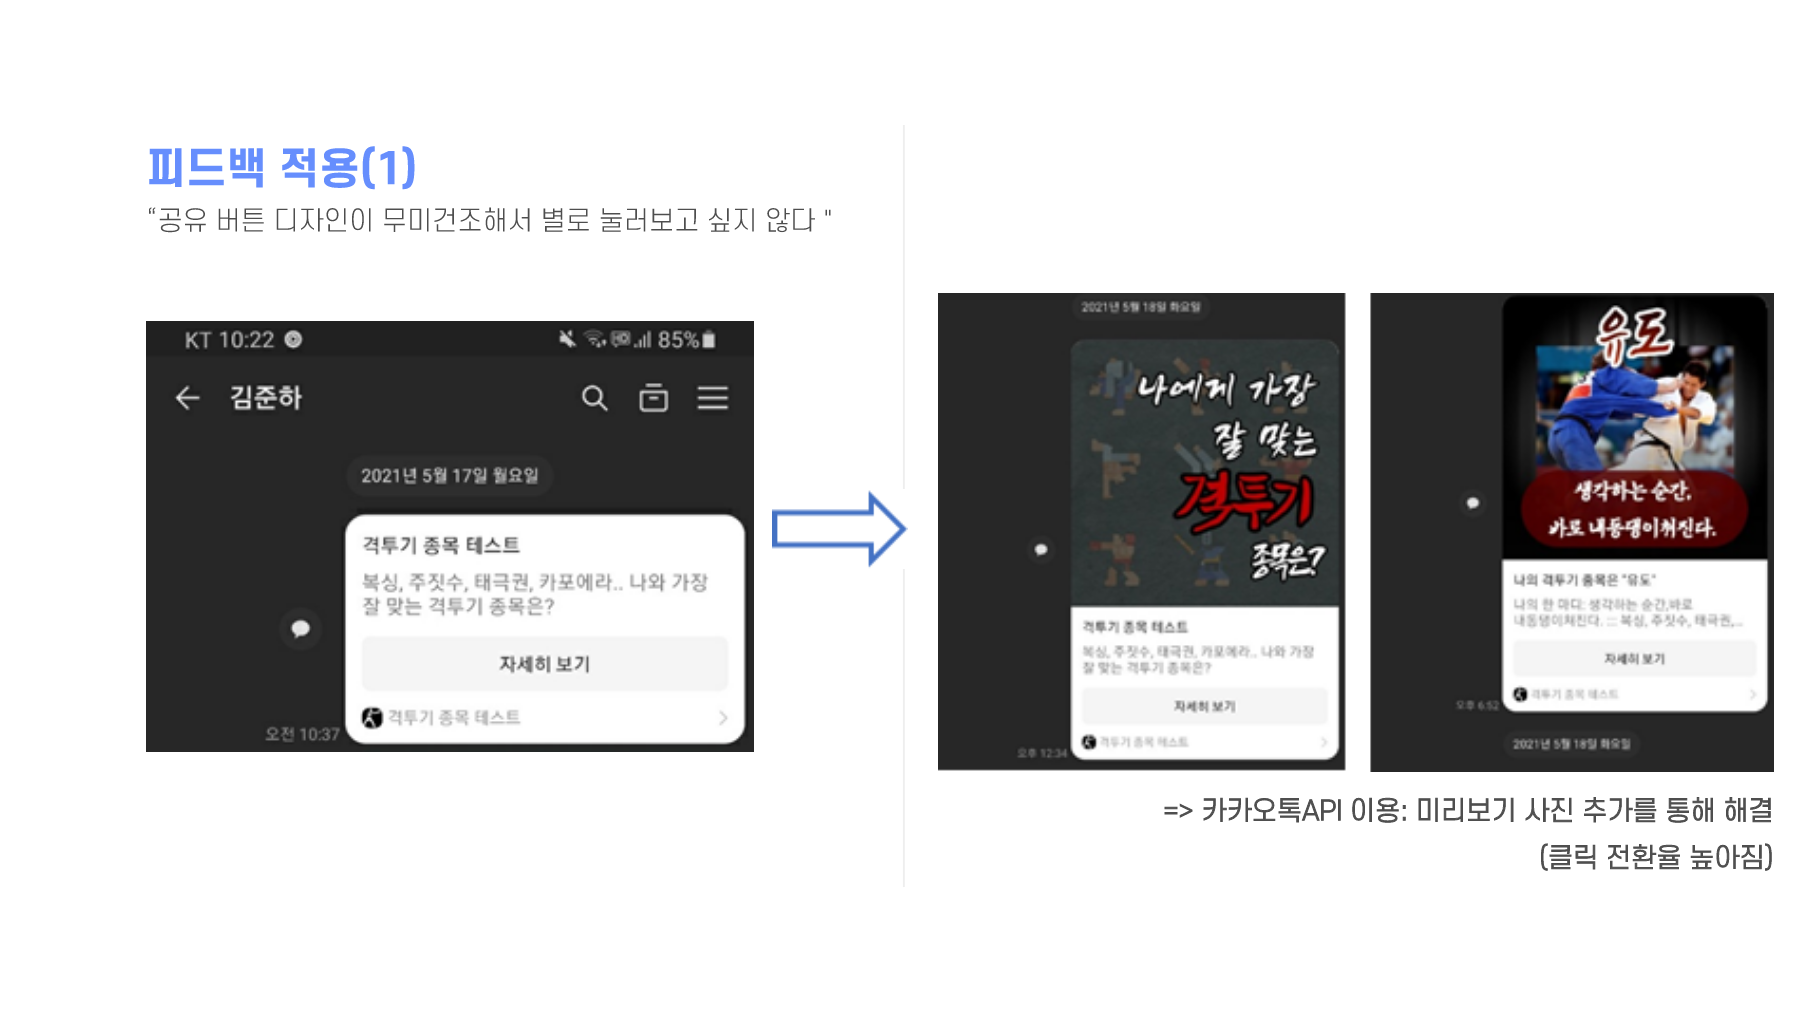 피드백 적용(1)
“공유 버튼 디자인이 무미건조해서 별로 눌러보고 싶지 않다 "
KT 10:22
85%
김준하
2021년 5월 17일 월요일
격투기 종목 테스트
복싱, 주짓수, 태극권, 카포에라.. 나와 가장
잘 맞는 격투기 종목은?
자세히 보기
격투기 종목 테스트
오전 10:37
2021년 5월 18일 화요일
나에게 가장
잘 맞는
격투기
종목은?
격투기 종목 테스트
복싱, 주짓수, 태극권, 카포에라.. 나와 가장
잘 맞는 격투기 종목은?
자세히 보기
격투기 종목 테스트
오후 12:34
유도
생각하는 순간,
바로 내동댕이쳐진다.
나의 격투기 종목은 "유도"
나의 한 마디: 생각하는 순간,바로
내동댕이쳐진다. ::: 복싱, 주짓수, 태극권,...
자세히 보기
격투기 종목 테스트
오후 6:52
2021년 5월 18일 화요일
=> 카카오톡API 이용: 미리보기 사진 추가를 통해 해결
(클릭 전환율 높아짐)